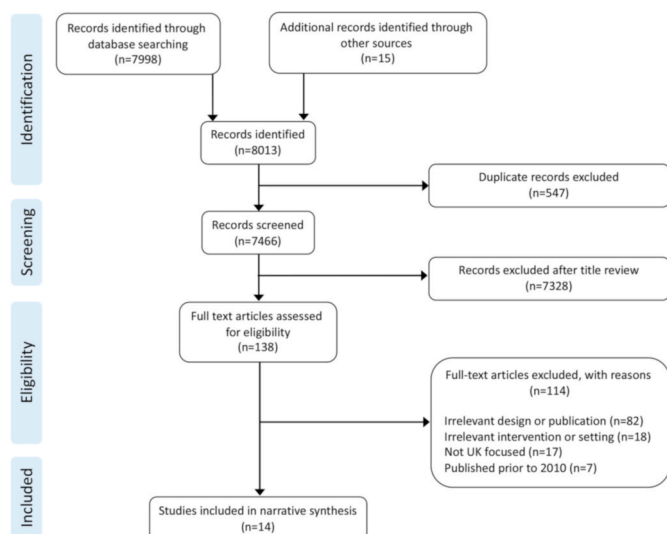 Identification
Records identified through
database searching
(n=7998)
Additional records identified through
other sources
(n=15)
Records identified
(n=8013)
Duplicate records excluded
(n=547)
Screening
Records screened
(n=7466)
Records excluded after title review
(n=7328)
Eligibility
Full text articles assessed
for eligibility
(n=138)
Full-text articles excluded, with reasons
(n=114)
Irrelevant design or publication (n=82)
Irrelevant intervention or setting (n=18)
Not UK focused (n=17)
Published prior to 2010 (n=7)
Included
Studies included in narrative synthesis
(n=14)